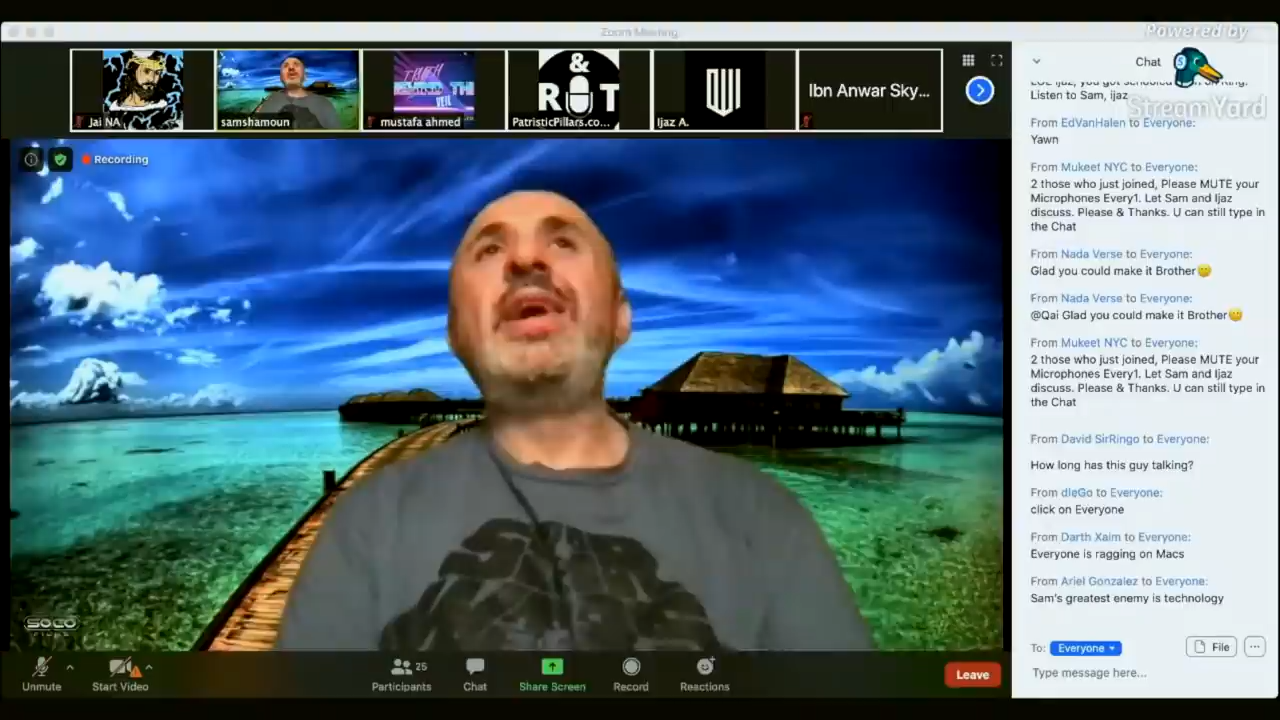 Zoom Meeting
Powered by
StreamYard
Jai NA
samshamoun
TRUTH
BEHIND THE
VEIL
mustafa ahmed
&
R T
PatristicPillars.co...
Ijaz A.
Ibn Anwar Sky...
Recording
Chat
Listen to Sam, ijaz
From EdVanHalen to Everyone:
Yawn
From Mukeet NYC to Everyone:
2 those who just joined, Please MUTE your
Microphones Every1. Let Sam and Ijaz
discuss. Please & Thanks. U can still type in
the Chat
From Nada Verse to Everyone:
Glad you could make it Brother🙂
From Nada Verse to Everyone:
@Qai Glad you could make it Brother🙂
From Mukeet NYC to Everyone:
2 those who just joined, Please MUTE your
Microphones Every1. Let Sam and Ijaz
discuss. Please & Thanks. U can still type in
the Chat
From David SirRingo to Everyone:
How long has this guy talking?
From dIeGo to Everyone:
click on Everyone
From Darth Xaim to Everyone:
Everyone is ragging on Macs
From Ariel Gonzalez to Everyone:
Sam's greatest enemy is technology
To: Everyone
File
Type message here...
SOCO
FILMS
Unmute
Start Video
25
Participants
Chat
Share Screen
Record
Reactions
Leave